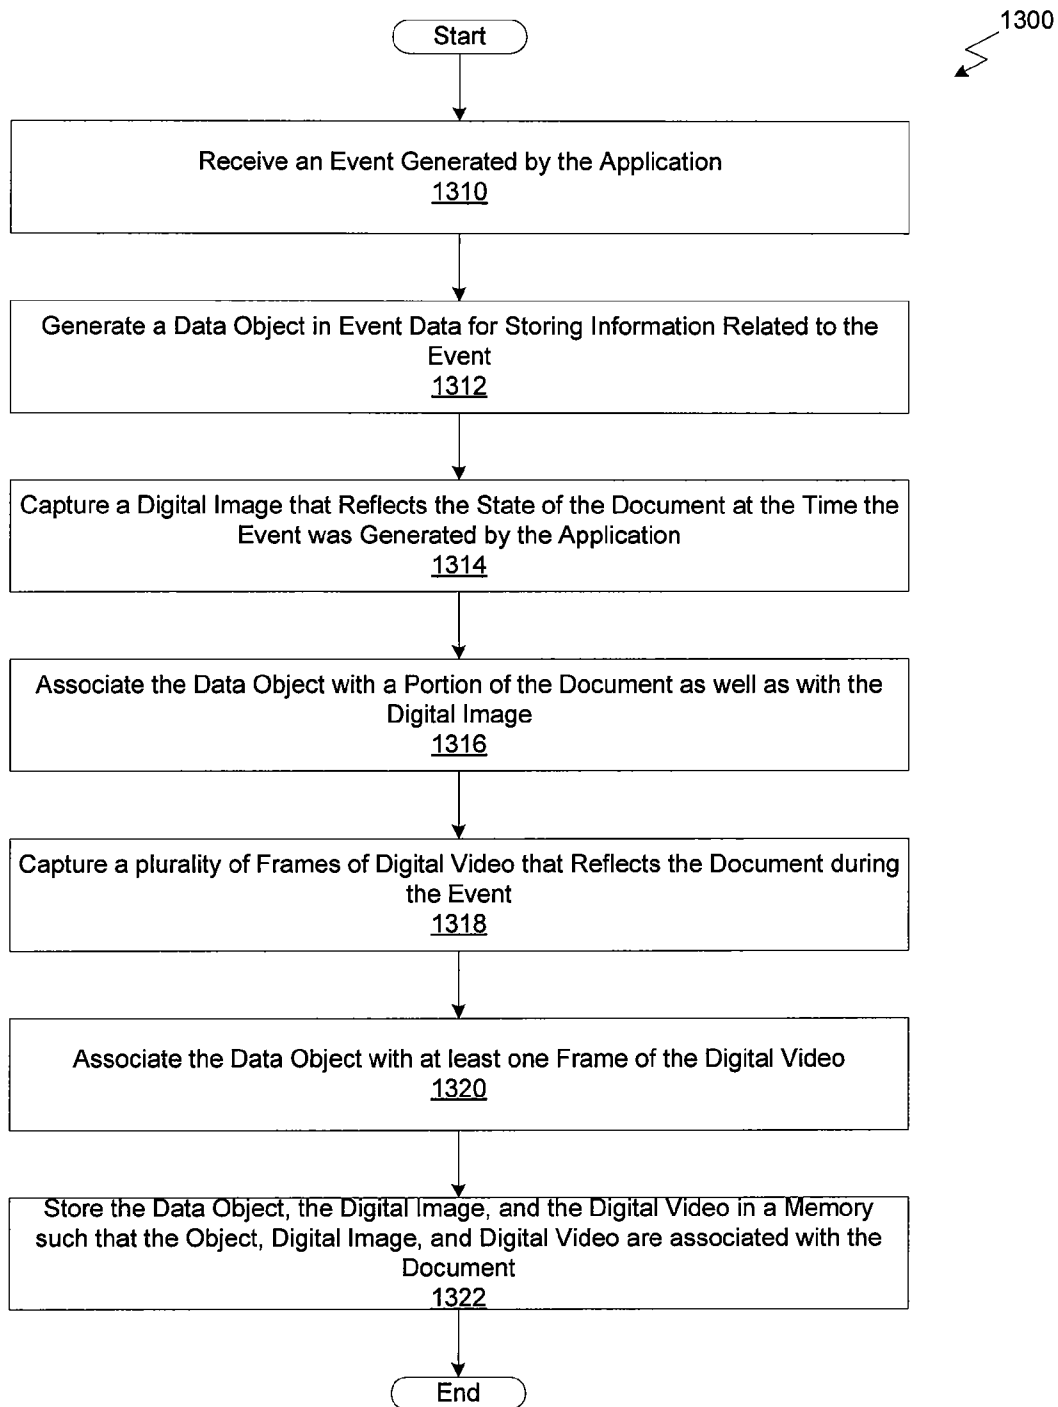 1300
Start
Receive an Event Generated by the Application
1310
Generate a Data Object in Event Data for Storing Information Related to the
Event
1312
Capture a Digital Image that Reflects the State of the Document at the Time the
Event was Generated by the Application
1314
Associate the Data Object with a Portion of the Document as well as with the
Digital Image
1316
Capture a plurality of Frames of Digital Video that Reflects the Document during
the Event
1318
Associate the Data Object with at least one Frame of the Digital Video
1320
Store the Data Object, the Digital Image, and the Digital Video in a Memory
such that the Object, Digital Image, and Digital Video are associated with the
Document
1322
End